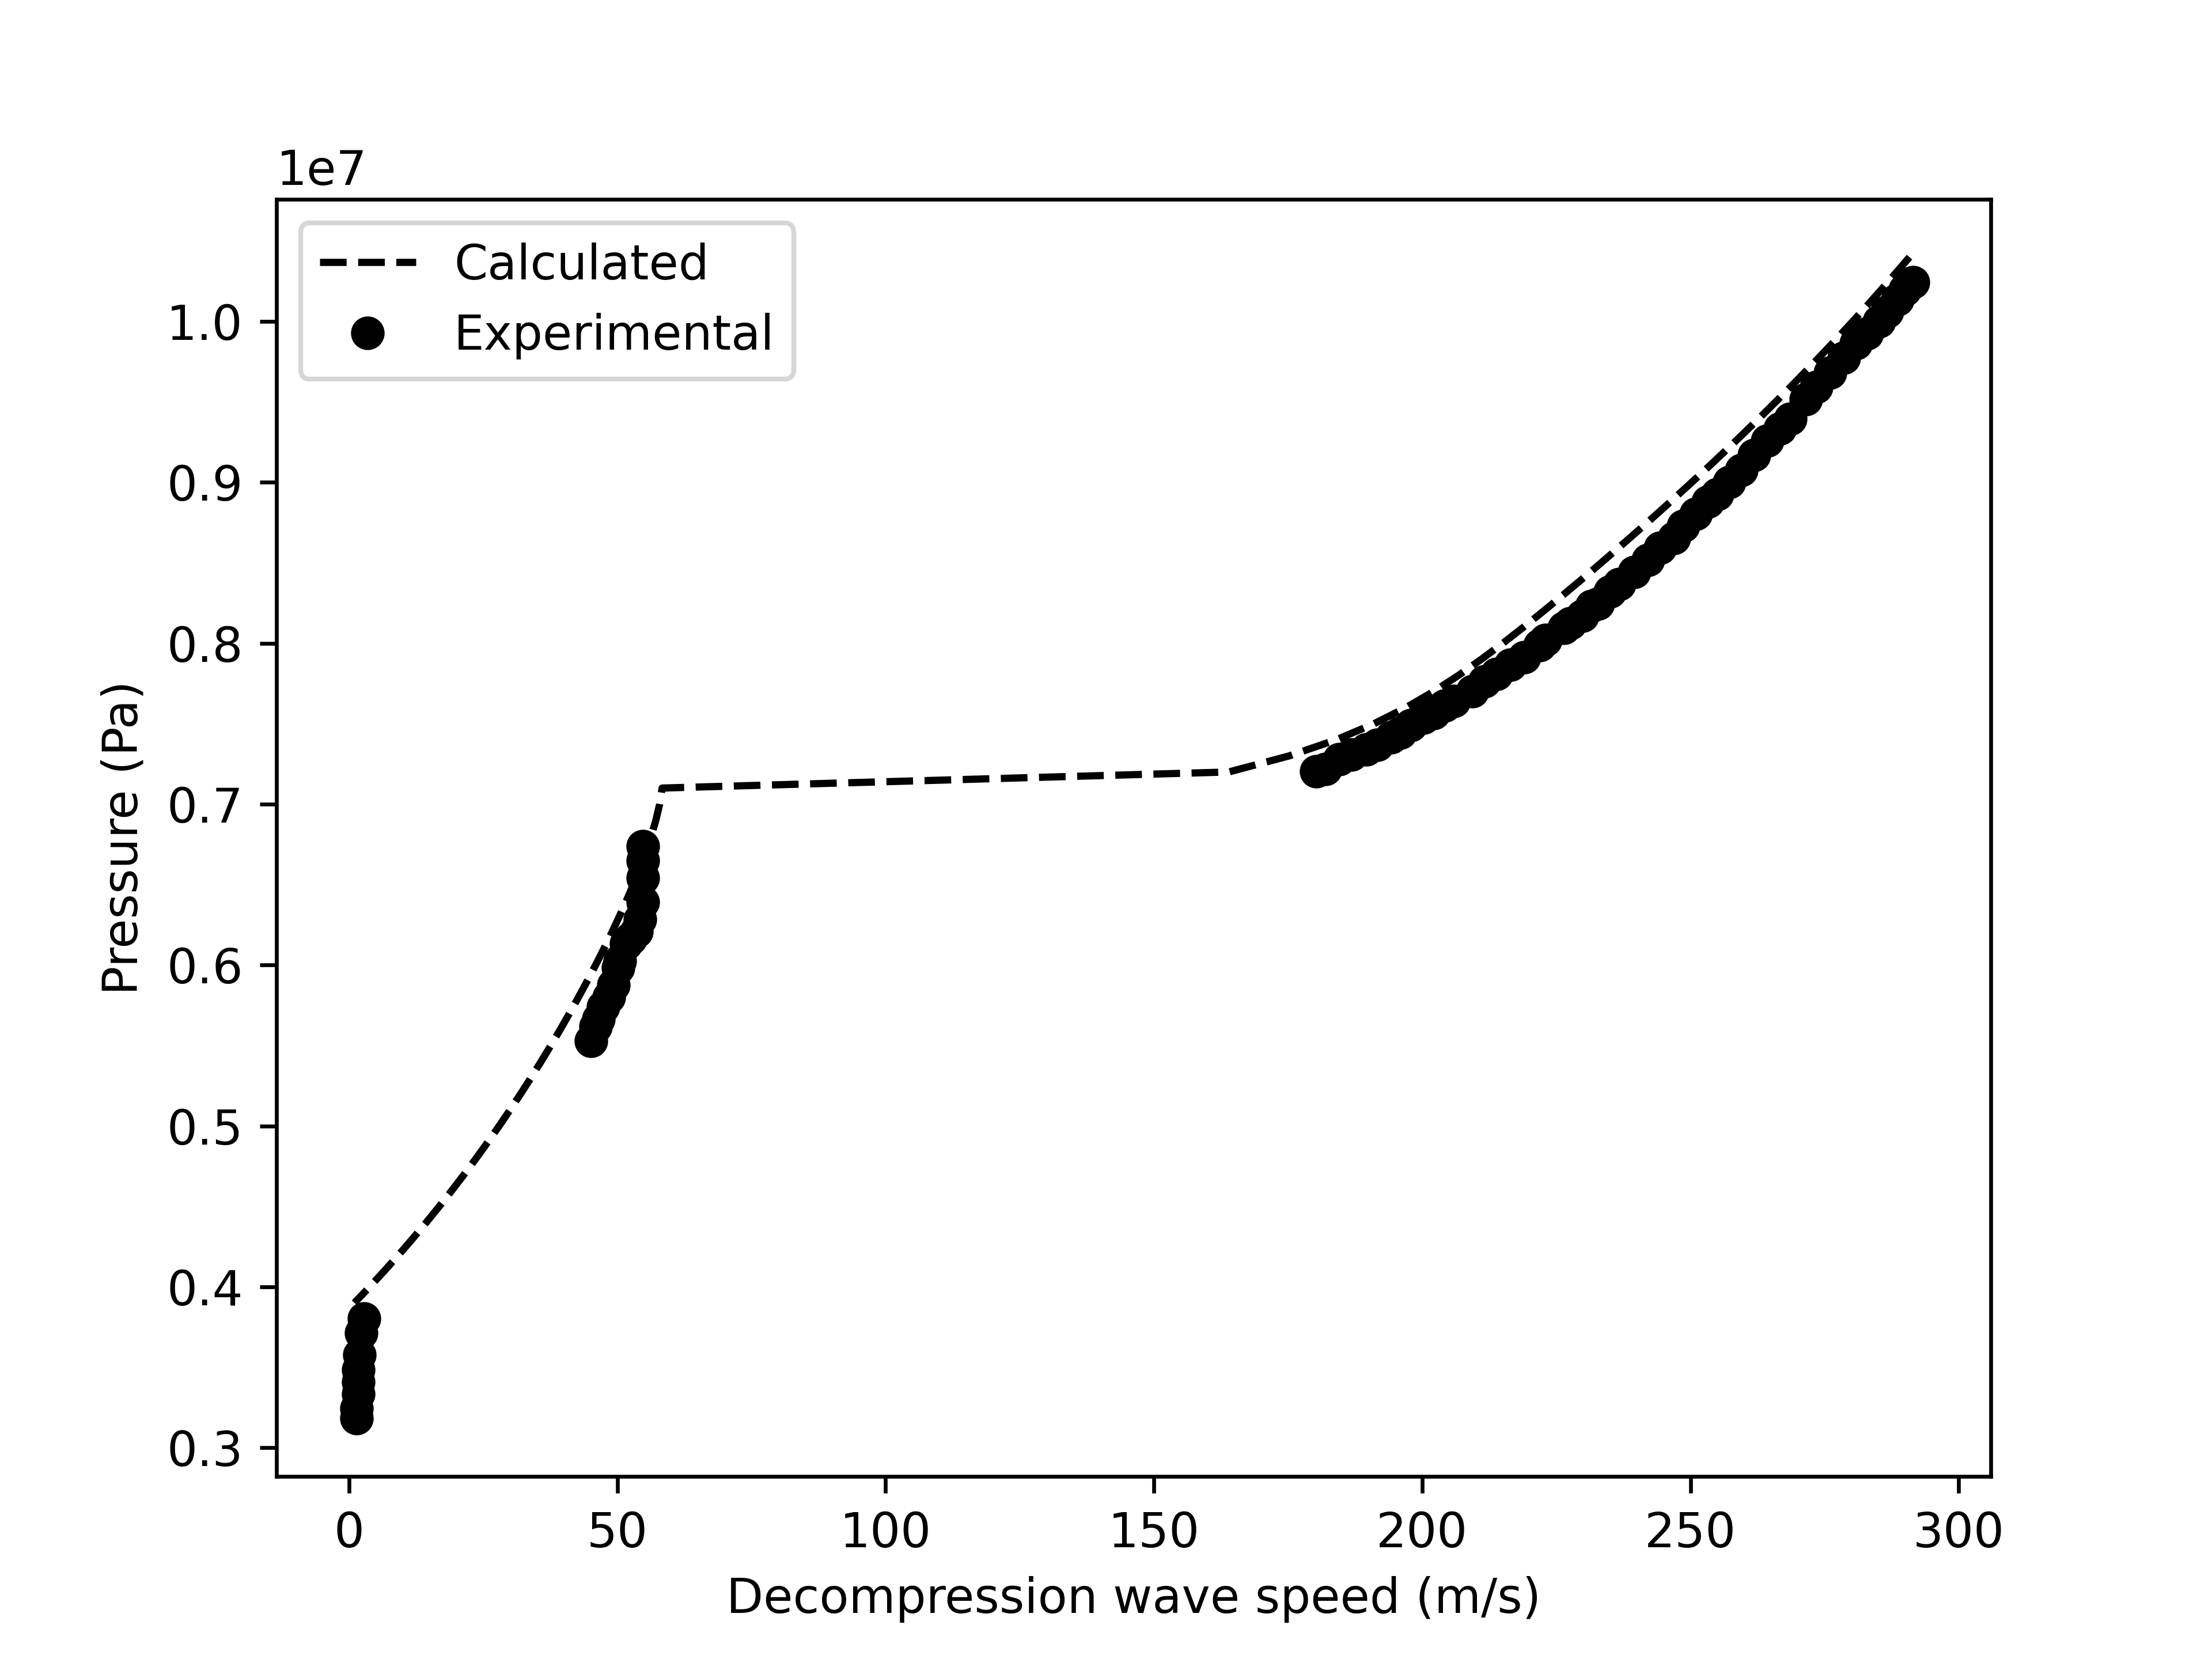 1e7
Calculated
Experimental
1.0
0.9
0.8
0.7
0.6
0.5
0.4
0.3
Pressure (Pa)
0 50 100 150 200 250 300
Decompression wave speed (m/s)